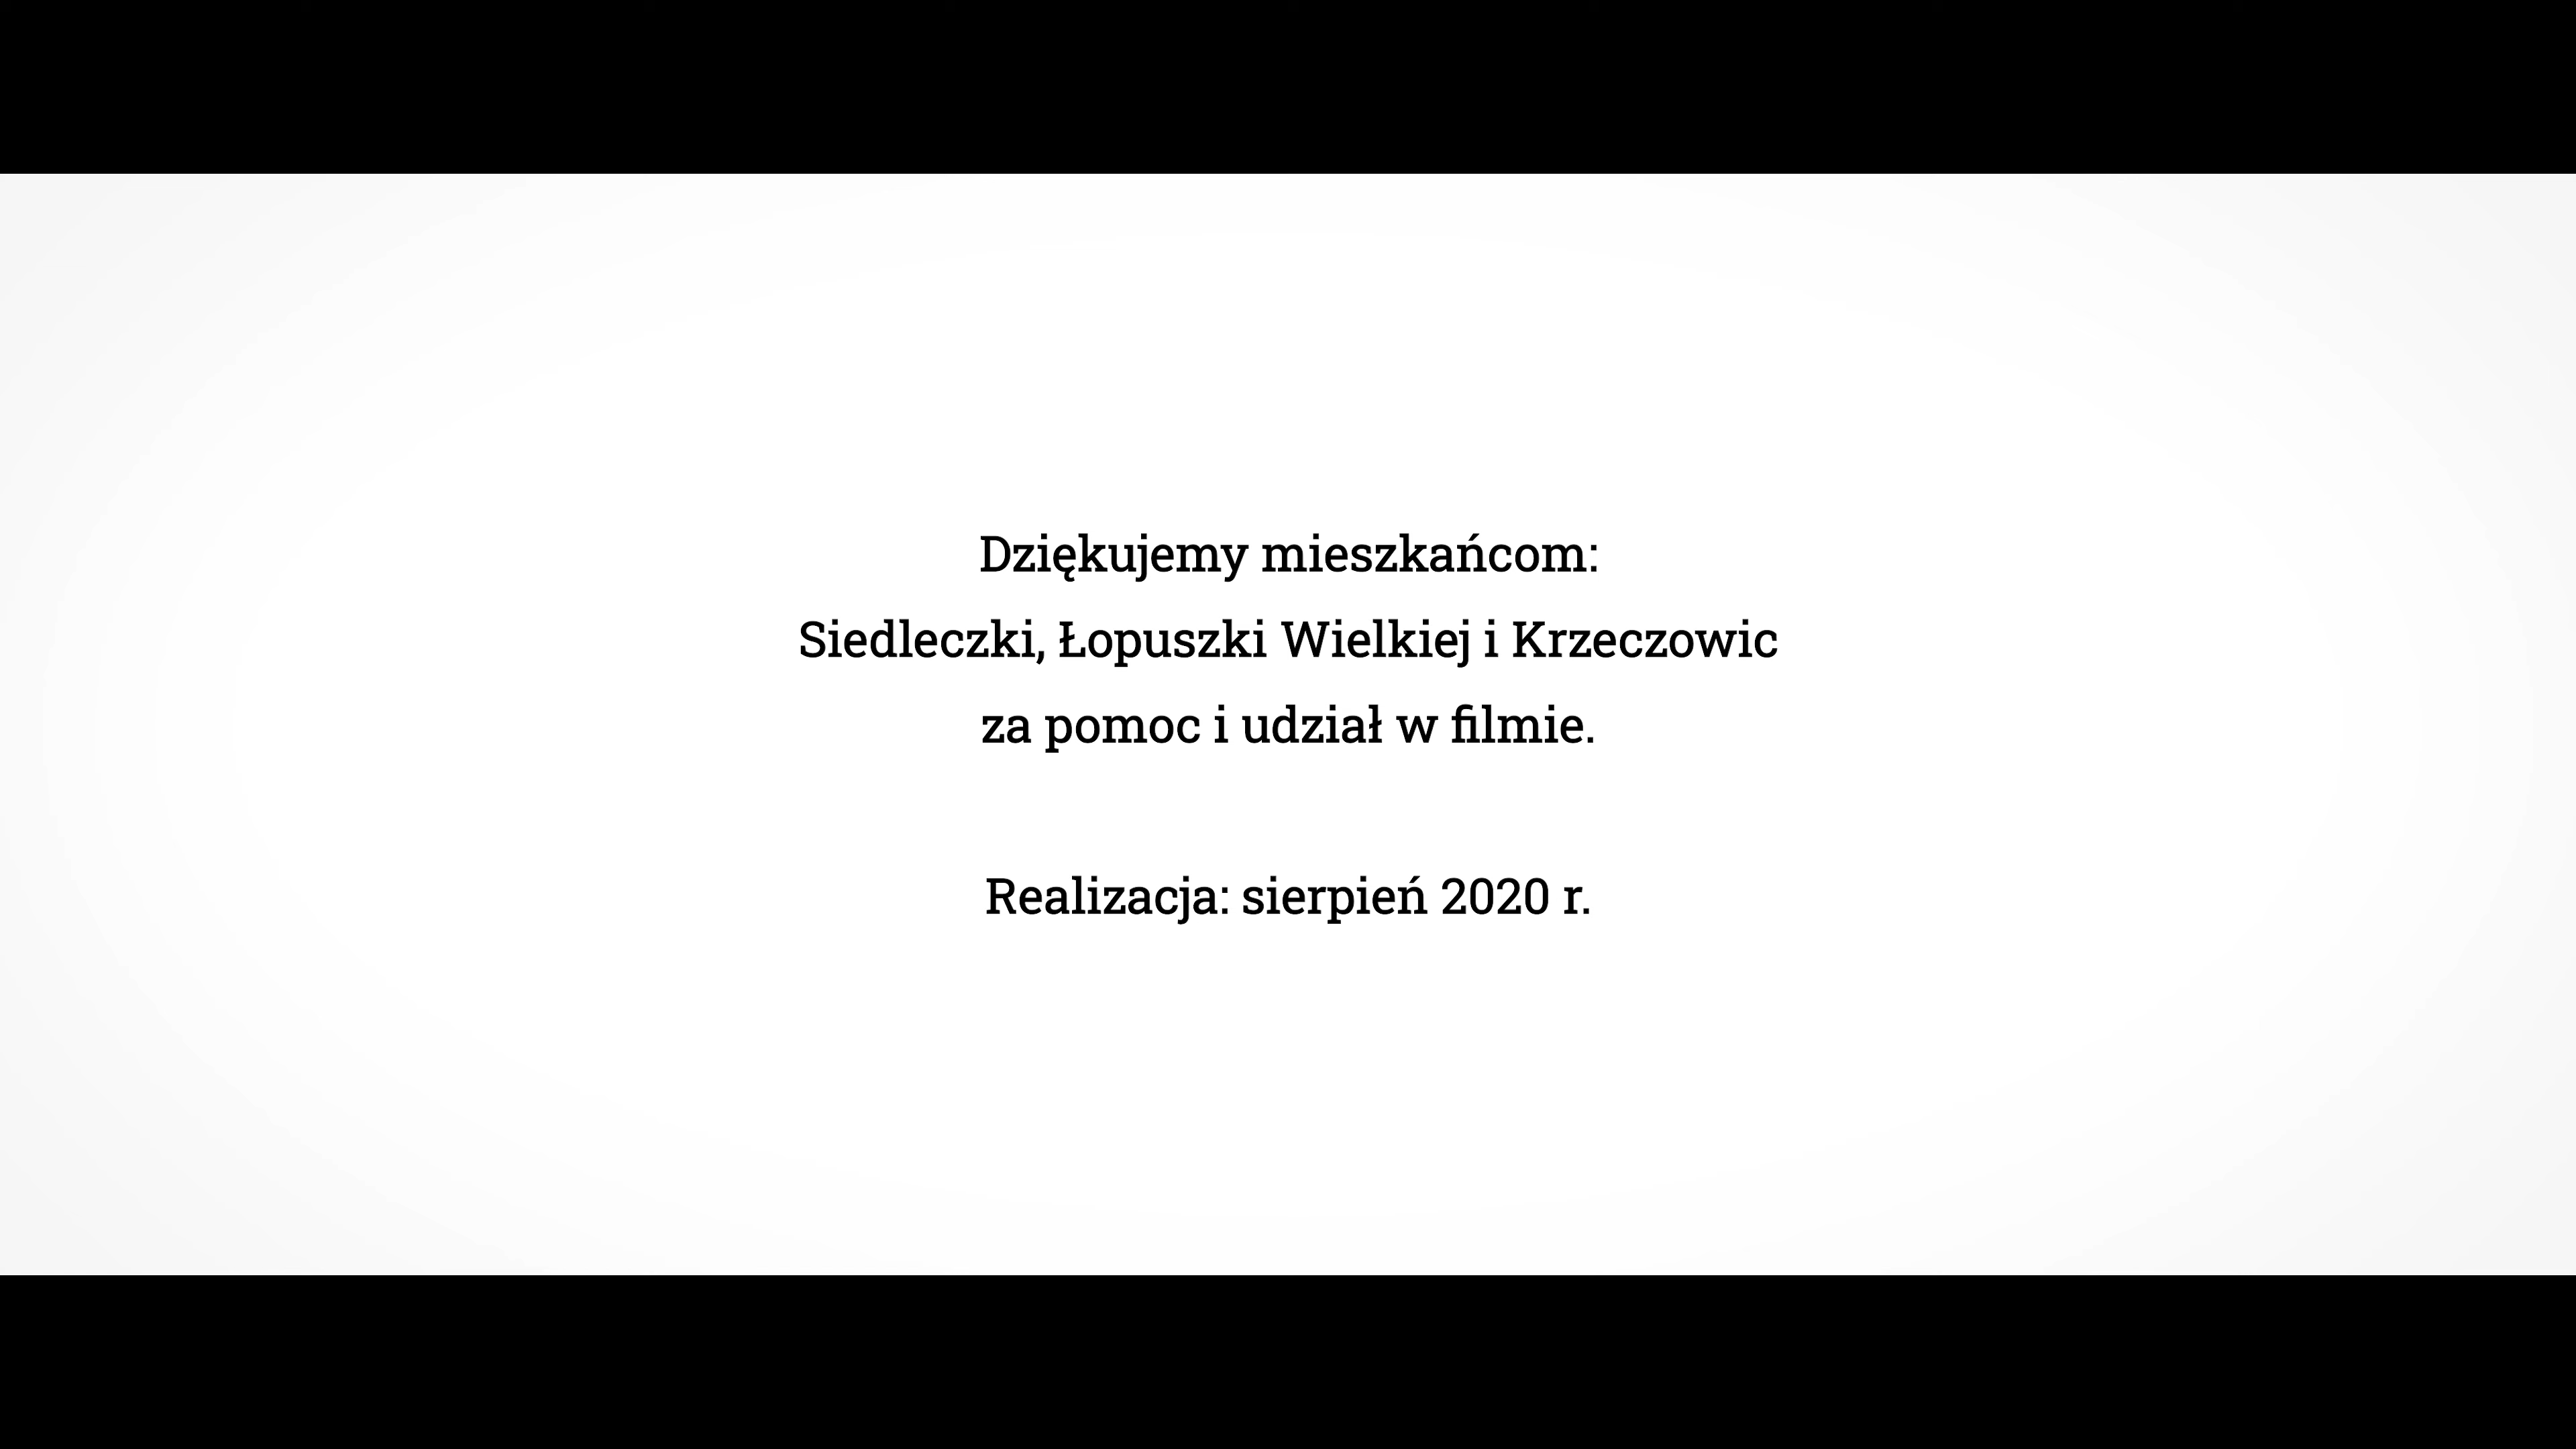 Dziękujemy mieszkańcom:
Siedleczki, Łopuszki Wielkiej i Krzeczowic
za pomoc i udział w filmie.
Realizacja: sierpień 2020 r.